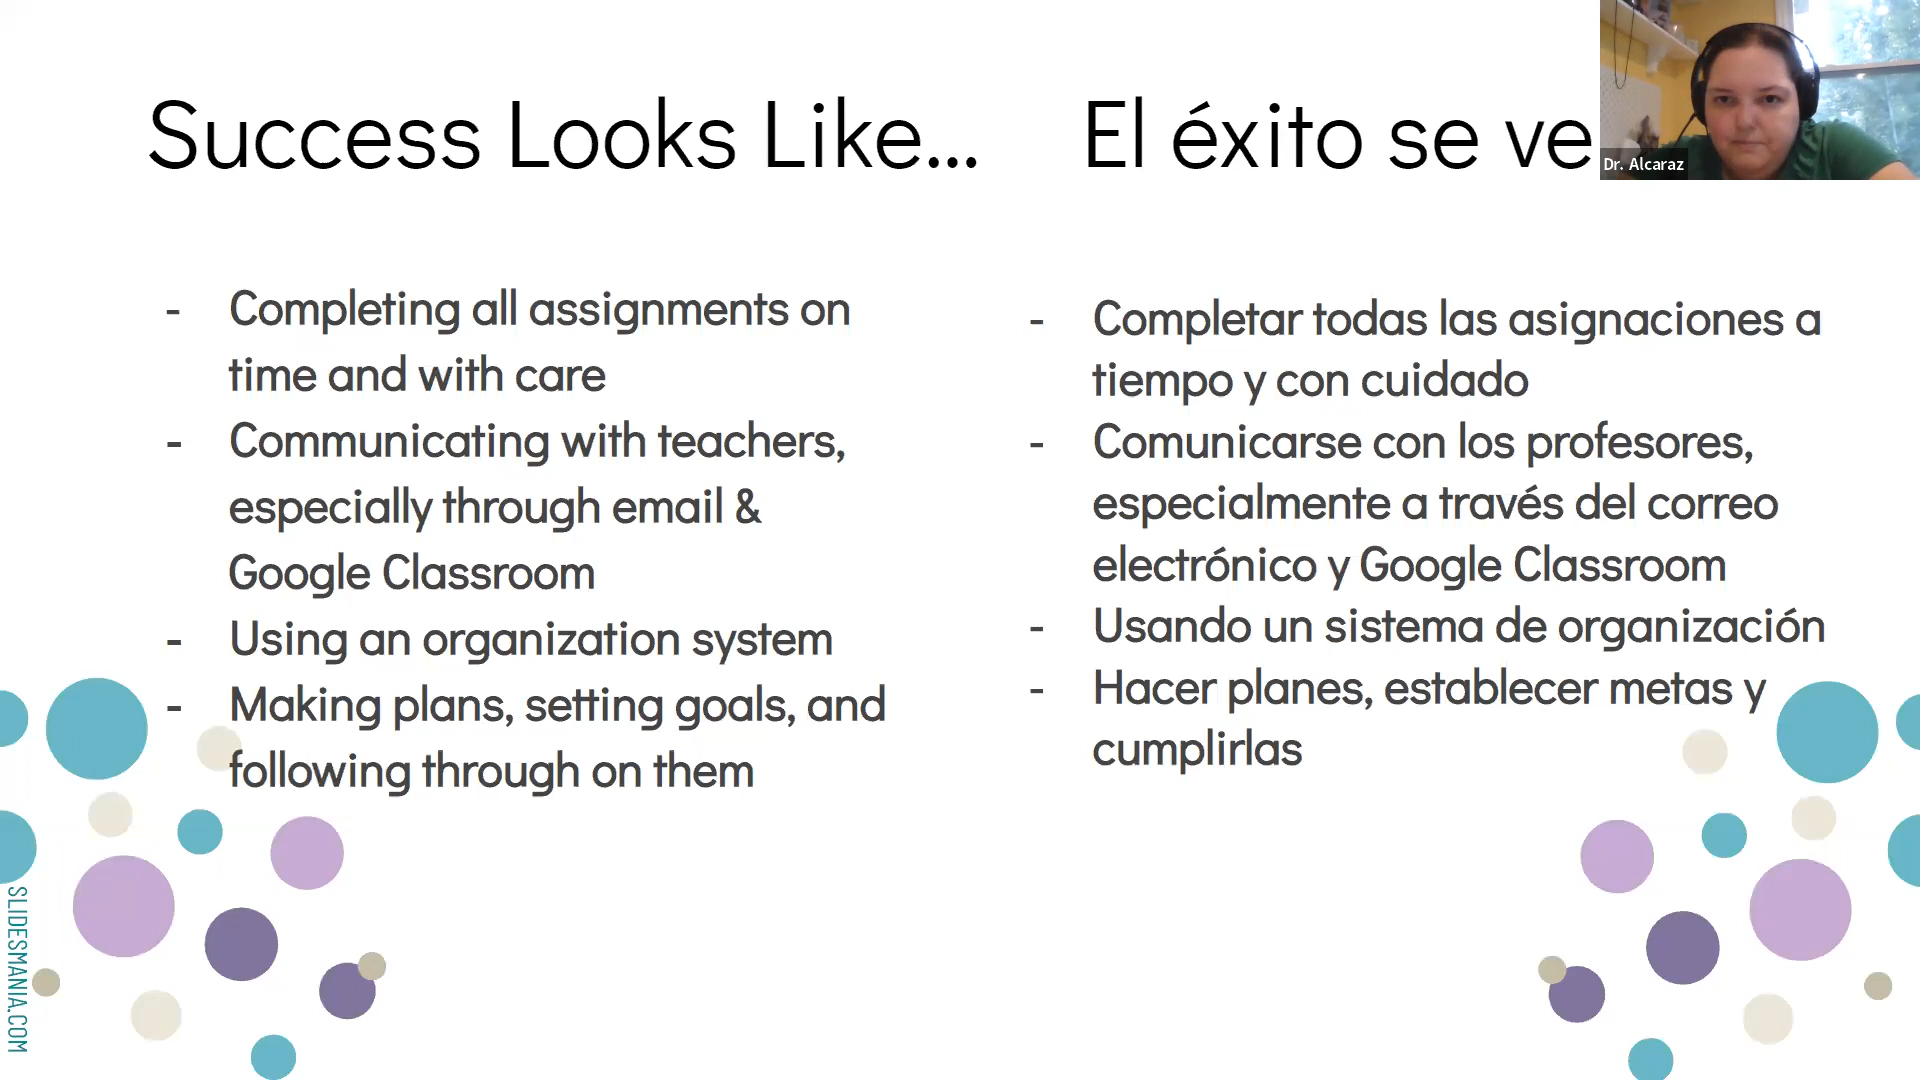 Success Looks Like...
- Completing all assignments on
time and with care
- Communicating with teachers,
especially through email &
Google Classroom
- Using an organization system
- Making plans, setting goals, and
following through on them
El éxito se ve
- Completar todas las asignaciones a
tiempo y con cuidado
- Comunicarse con los profesores,
especialmente a través del correo
electrónico y Google Classroom
- Usando un sistema de organización
- Hacer planes, establecer metas y
cumplirlas
Dr. Alcaraz
SLIDESMANIA.COM